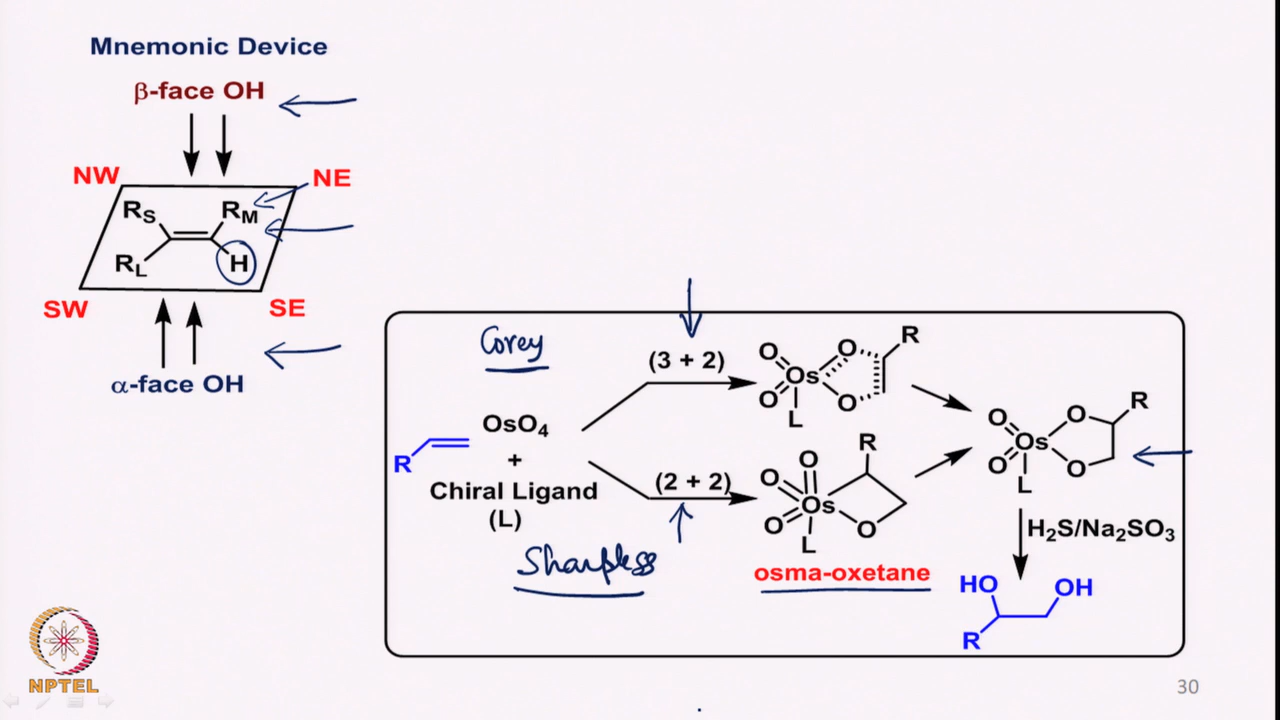 Mnemonic Device
β-face OH
NW
NE
RS
RM
RL
H
SW
SE
α-face OH
Corey
(3 + 2)
O
O
Os
O
O
R
L
R
OsO4
+
Chiral Ligand
(L)
(2 + 2)
Sharpless
O
O
O
Os
R
O
L
osma-oxetane
O
O
Os
O
O
R
L
H2S/Na2SO3
HO
OH
R
NPTEL
30